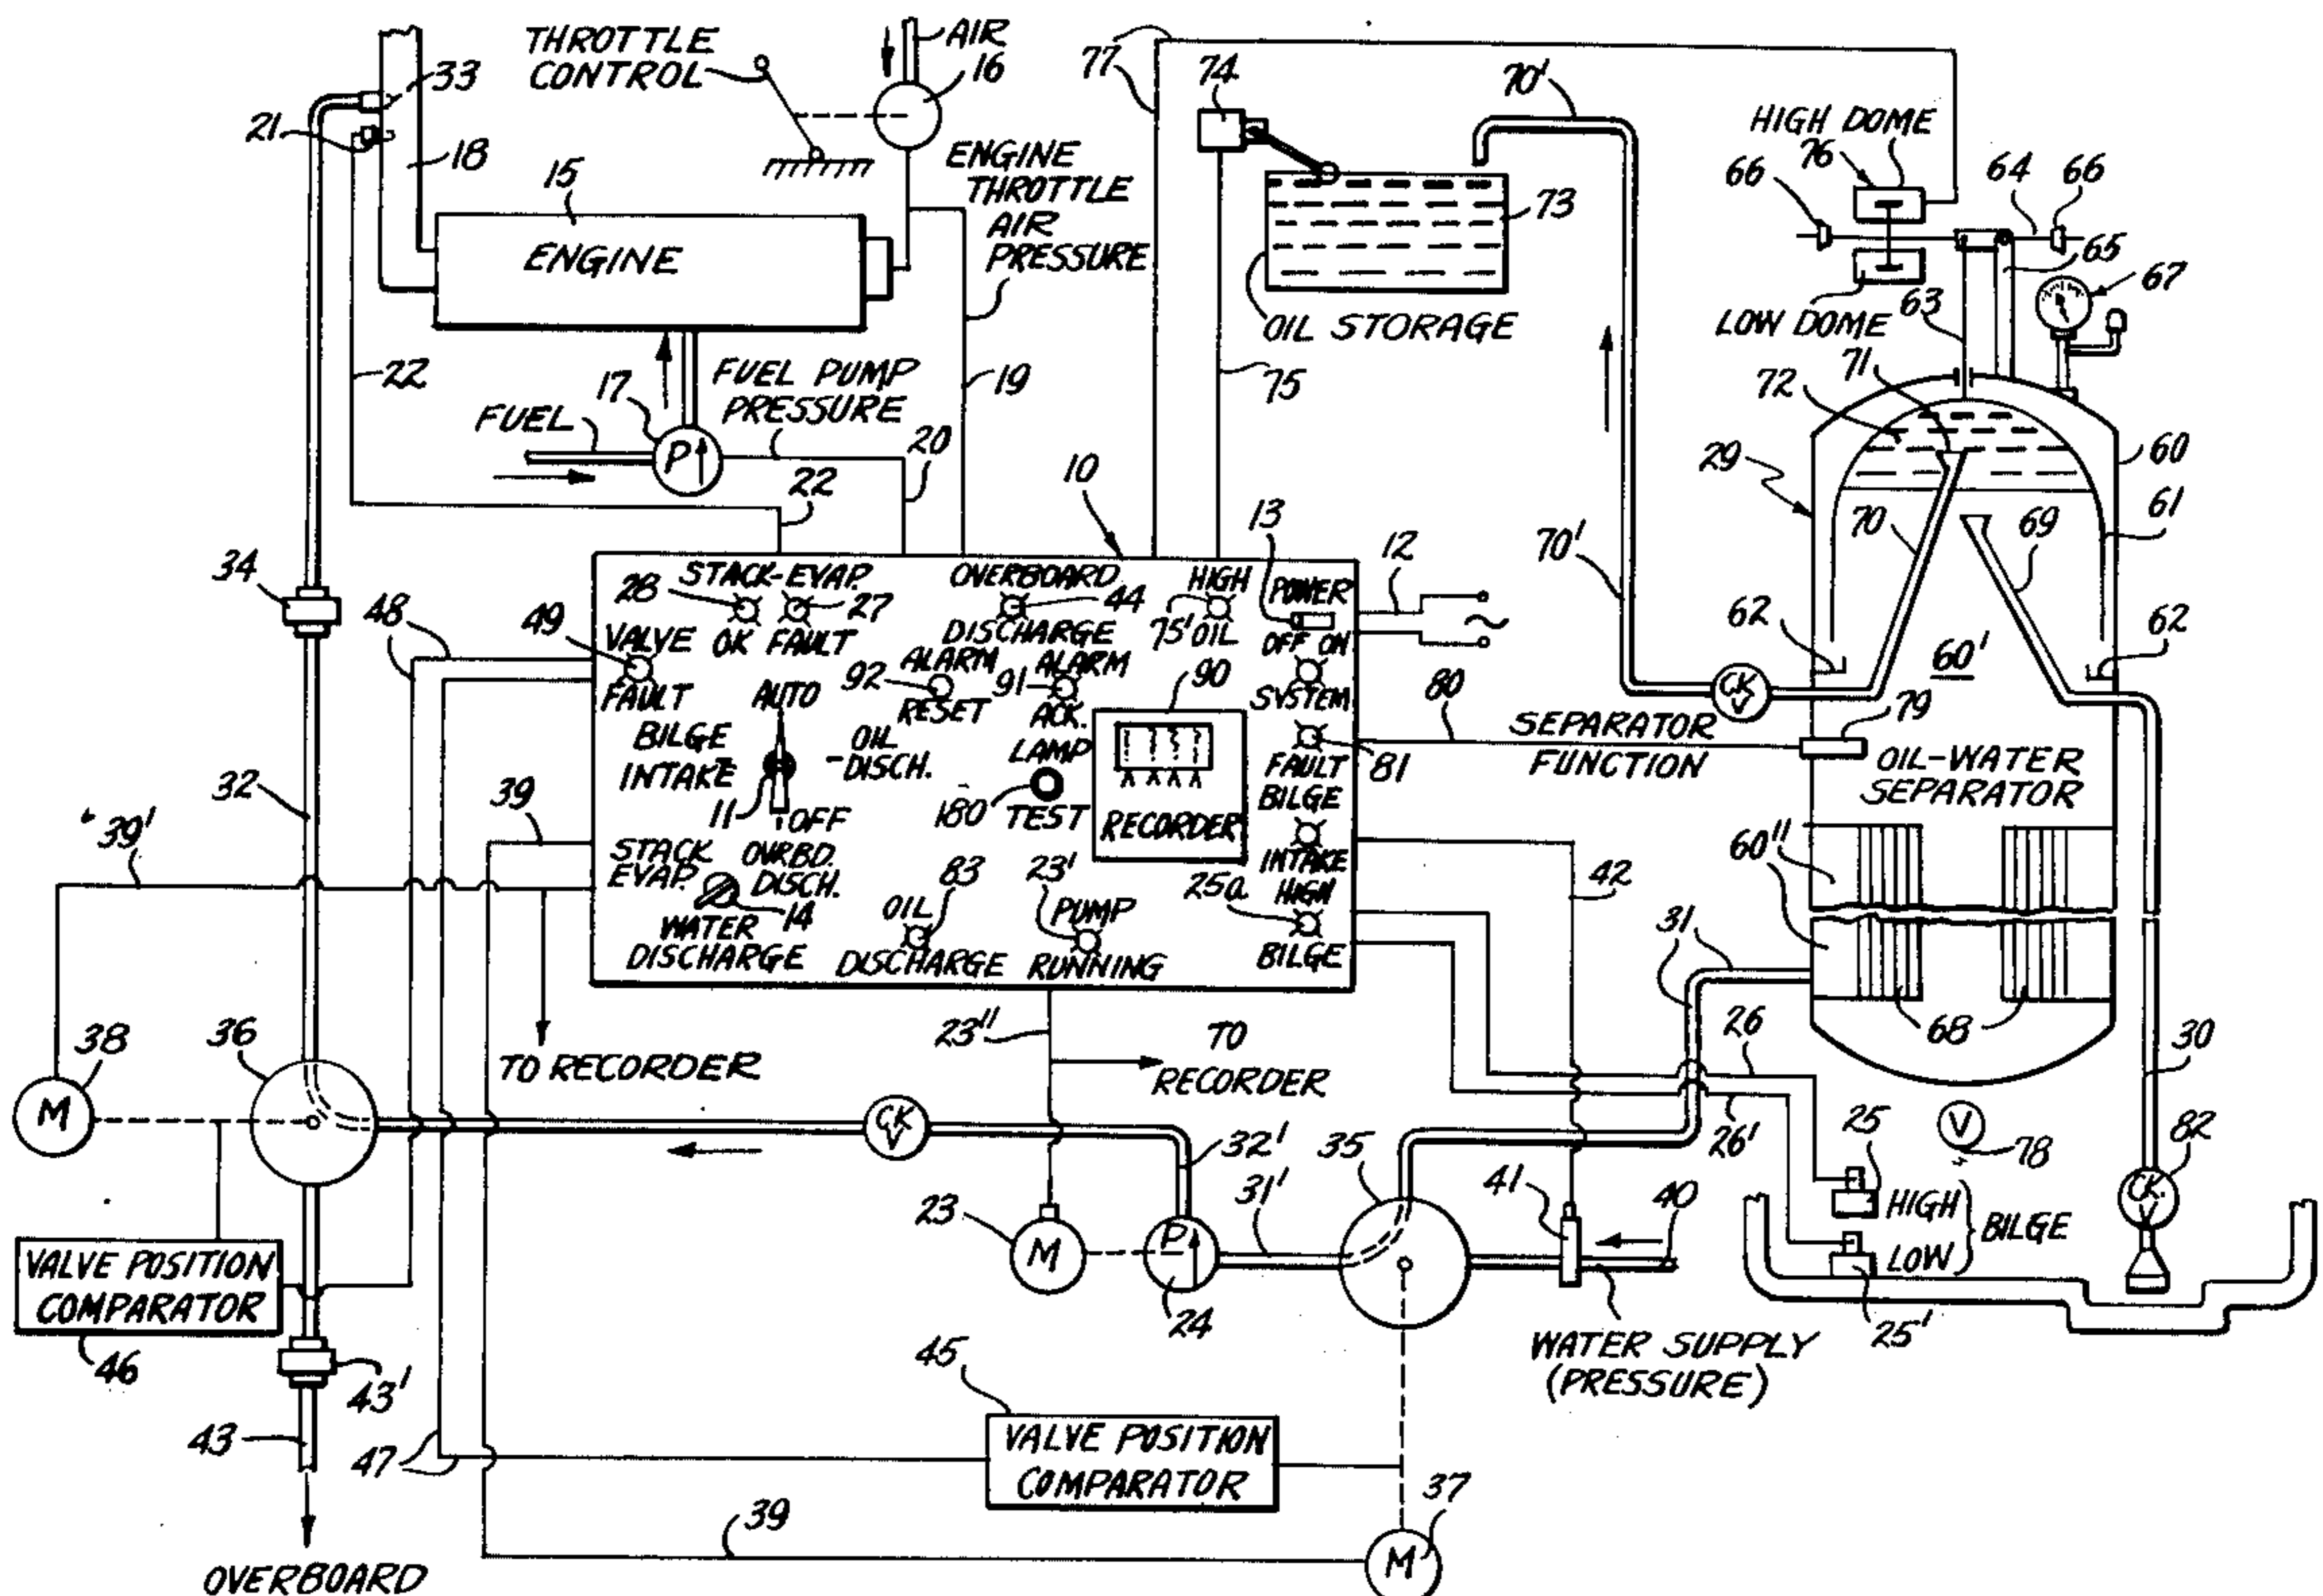 THROTTLE
CONTROL
AIR
16
33
21
18
15
ENGINE
ENGINE
THROTTLE
AIR
PRESSURE
77
74
70'
HIGH DOME
76
66
64
66
65
67
73
LOW DOME
63
OIL STORAGE
71
72
22
17
FUEL PUMP
PRESSURE
FUEL
P
19
20
22
75
10
29
60
61
13
12
70'
70
69
34
48
28
STACK-EVAP.
27
OK FAULT
OVERBOARD
44
DISCHARGE
HIGH
75' OIL
POWER
OFF ON
49
VALVE
FAULT
ALARM
92
RESET
ALARM
91
ACK.
90
SYSTEM
80
62
60'
62
CK
V
79
SEPARATOR
FUNCTION
OIL-WATER
SEPARATOR
AUTO
BILGE
INTAKE
OIL
DISCH.
11
OFF
LAMP
180
TEST
RECORDER
FAULT
81
BILGE
INTAKE
32
39
39'
STACK
EVAP.
OVRBD.
DISCH.
14
WATER
DISCHARGE
83
OIL
DISCHARGE
23'
PUMP
RUNNING
HIGH
25a
BILGE
42
60"
31
68
38
36
M
TO RECORDER
23"
TO
RECORDER
26
26'
30
CK
V
32'
35
V
78
25
82
CK.
V
HIGH
LOW
BILGE
25'
23
M
P
24
31'
41
40
WATER SUPPLY
(PRESSURE)
VALVE POSITION
COMPARATOR
46
43'
43
47
45
VALVE POSITION
COMPARATOR
39
37
M
OVERBOARD